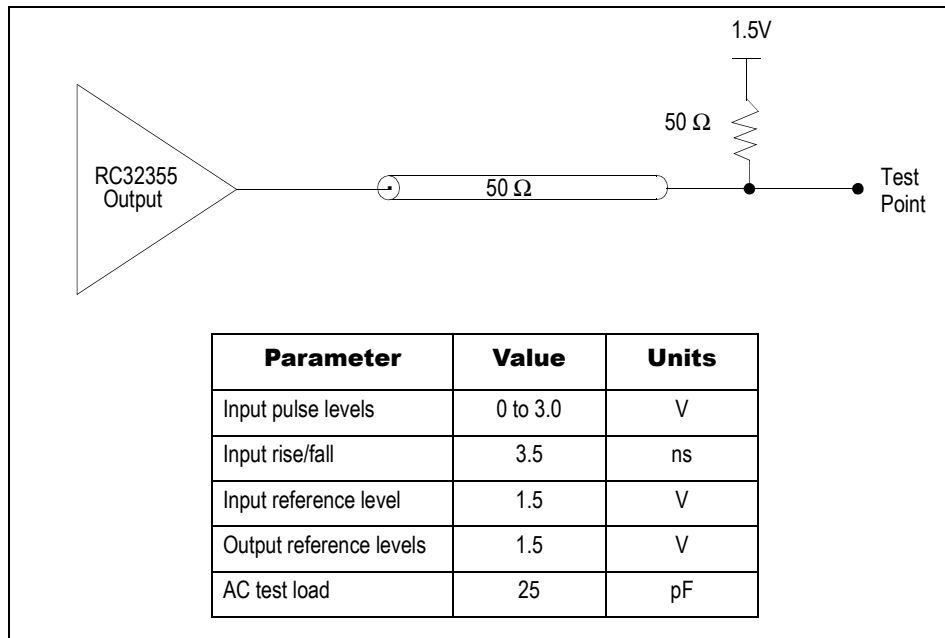 1.5V
50 Ω
RC32355
Output
50 Ω
Test
Point
Parameter Value Units
Input pulse levels 0 to 3.0 V
Input rise/fall 3.5 ns
Input reference level 1.5 V
Output reference levels 1.5 V
AC test load 25 pF